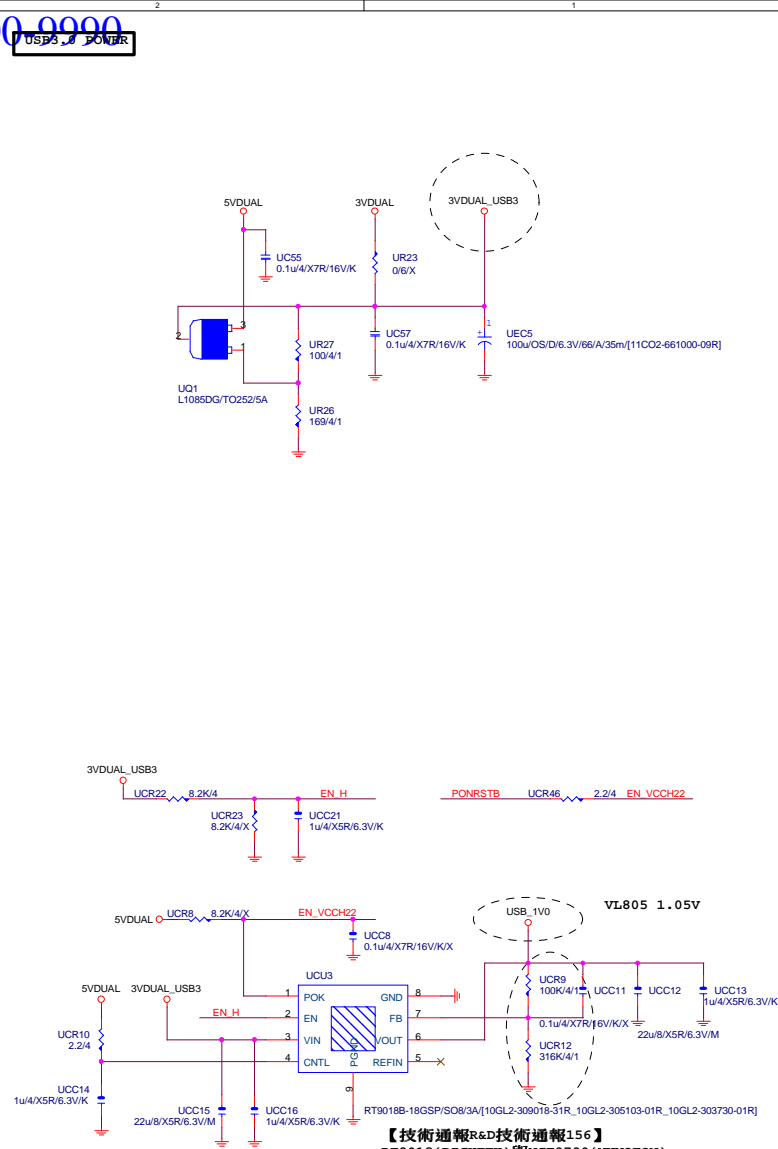 2 1
0-9990
USB3.0 POWER
5VDUAL
3VDUAL
3VDUAL_USB3
UC55
0.1u/4/X7R/16V/K
UR23
0/6/X
3
2
1
UQ1
L1085DG/TO252/5A
UR27
100/4/1
UC57
0.1u/4/X7R/16V/K
1
+
UEC5
100u/OS/D/6.3V/66/A/35m/[11CO2-661000-09R]
UR26
169/4/1
3VDUAL_USB3
UCR22 8.2K/4 EN_H
PONRSTB UCR46 2.2/4 EN_VCCH22
UCR23
8.2K/4/X
UCC21
1u/4/X5R/6.3V/K
5VDUAL UCR8 8.2K/4/X EN_VCCH22
UCC8
0.1u/4/X7R/16V/K/X
USB_1V0
VL805 1.05V
UCU3
5VDUAL 3VDUAL_USB3
1 POK GND 8
EN_H 2 EN FB 7
3 VIN VOUT 6
4 CNTL REFIN 5
PGND
9
UCR10
2.2/4
UCC14
1u/4/X5R/6.3V/K
UCC15
22u/8/X5R/6.3V/M
UCC16
1u/4/X5R/6.3V/K
UCR9
100K/4/1
UCC11
0.1u/4/X7R/16V/K/X
UCC12
22u/8/X5R/6.3V/M
UCC13
1u/4/X5R/6.3V/K
UCR12
316K/4/1
RT9018B-18GSP/SO8/3A/[10GL2-309018-31R_10GL2-305103-01R_10GL2-303730-01R]
【技術通報R&D技術通報156】